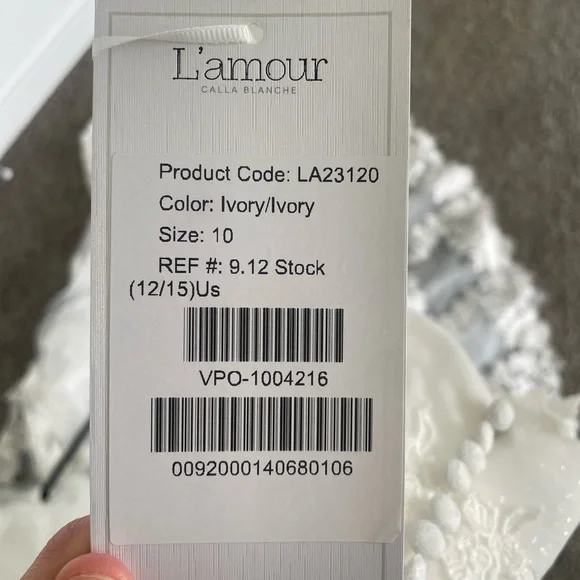 L'amour
CALLA BLANCHE
Product Code: LA23120
Color: Ivory/Ivory
Size: 10
REF #: 9.12 Stock
(12/15)Us
VPO-1004216
0092000140680106